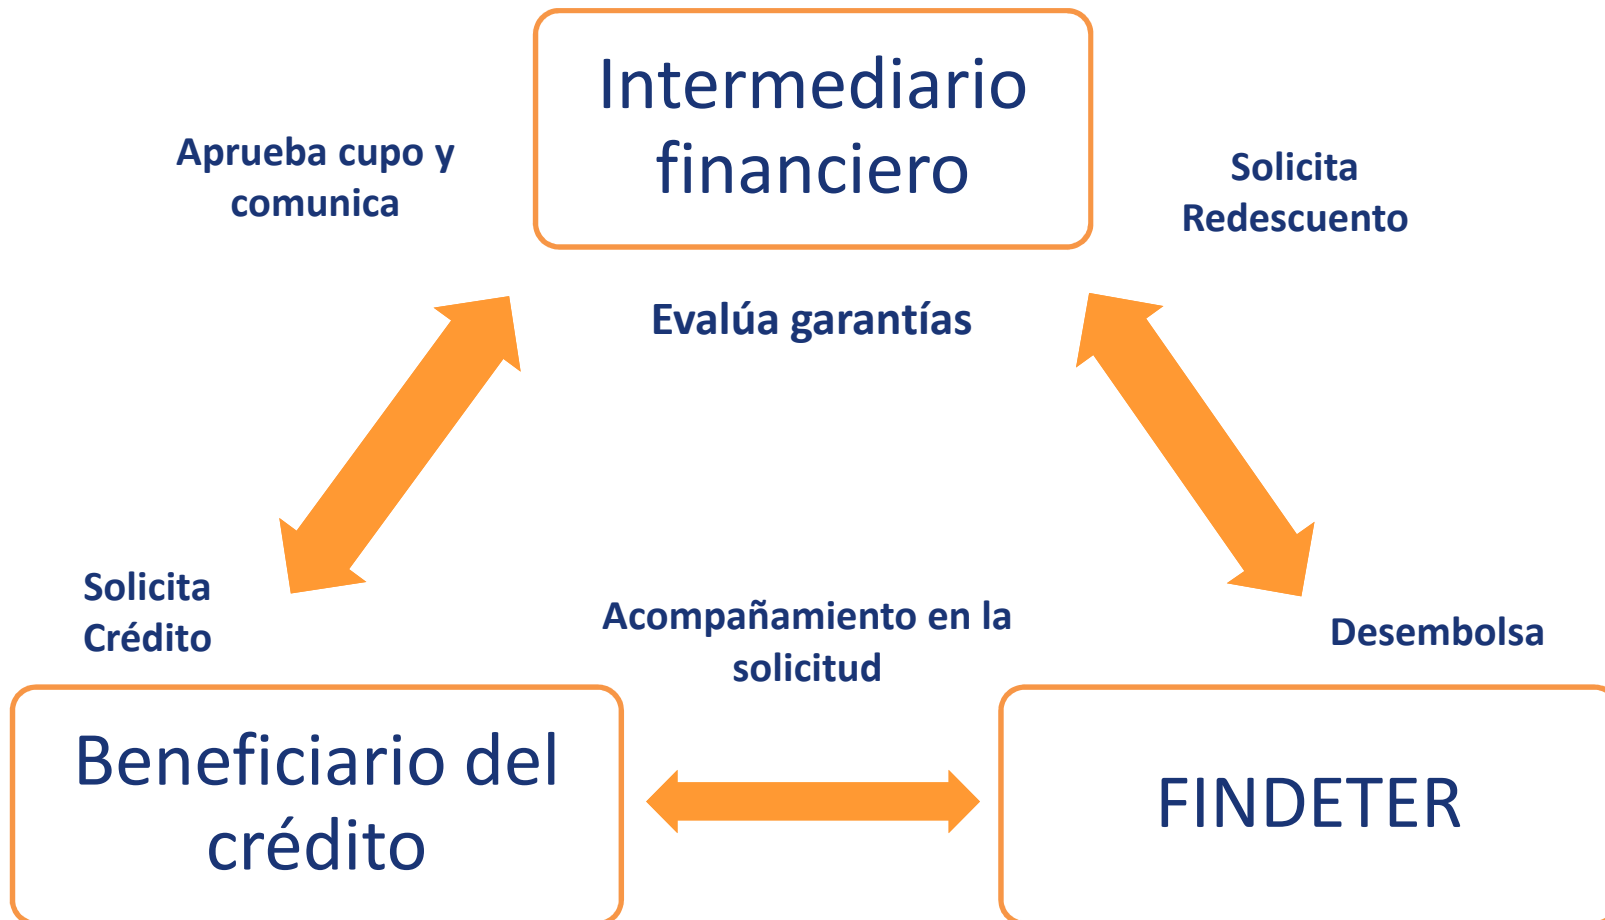 Intermediario
financiero
Aprueba cupo y
comunica
Solicita
Redescuento
Evalúa garantías
Solicita
Crédito
Acompañamiento en la
solicitud
Desembolsa
Beneficiario del
crédito
FINDETER